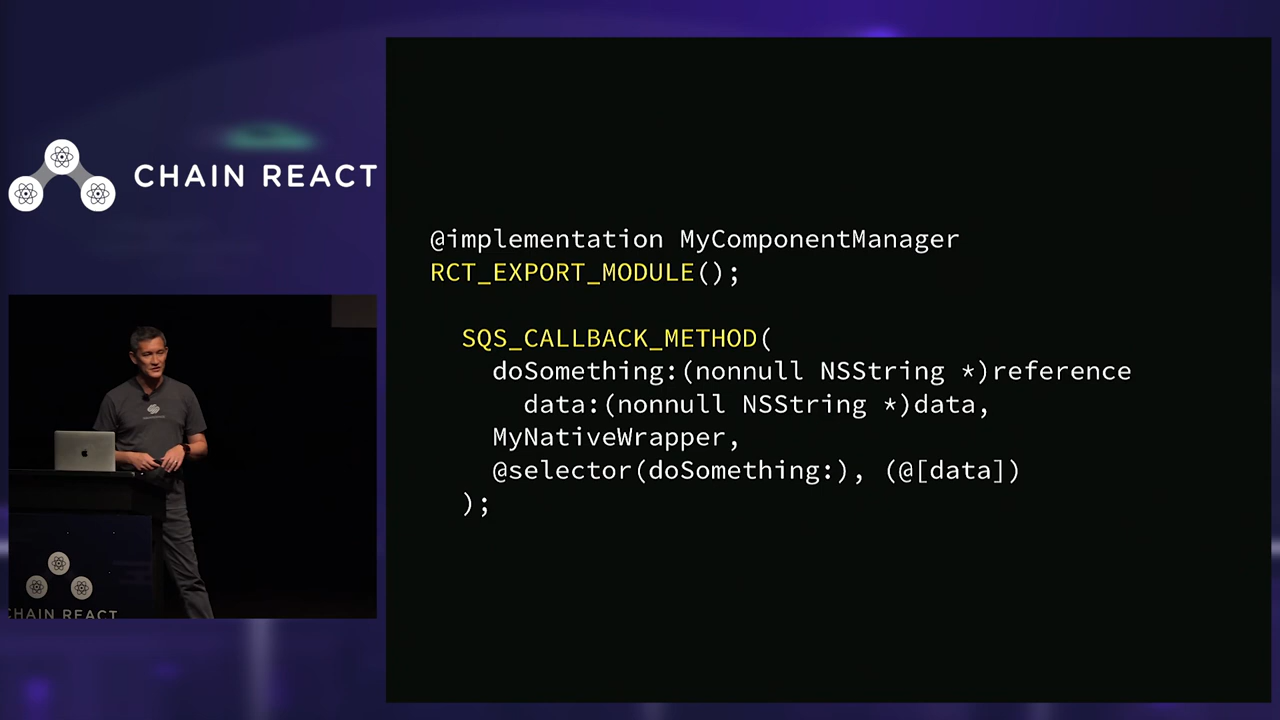 CHAIN REACT
@implementation MyComponentManager
RCT_EXPORT_MODULE();
SQS_CALLBACK_METHOD(
doSomething:(nonnull NSString *)reference
data:(nonnull NSString *)data,
MyNativeWrapper,
@selector(doSomething:), (@[data])
);
CHAIN REACT